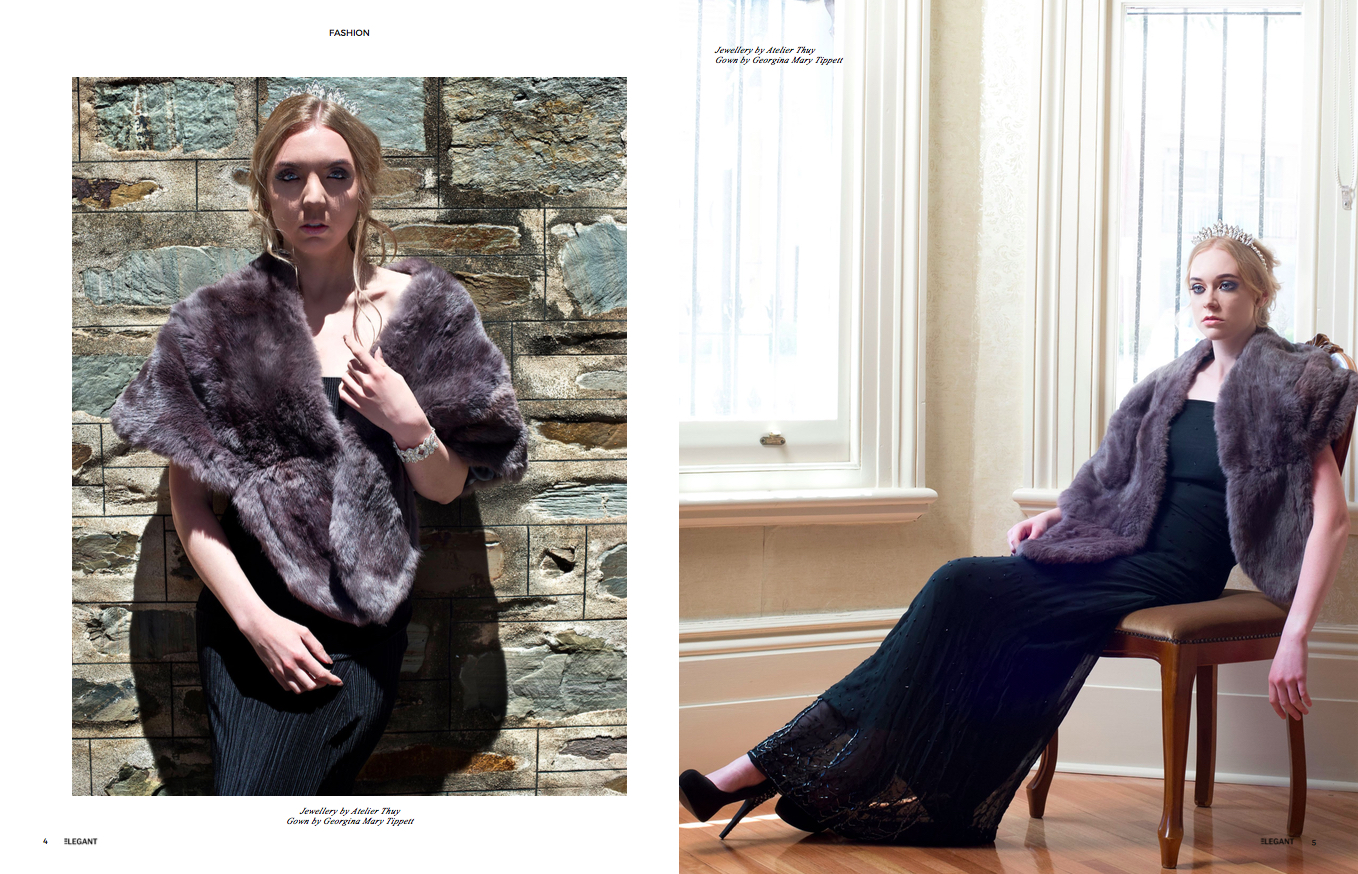 FASHION
Jewellery by Atelier Thuy
Gown by Georgina Mary Tippett
4 ELEGANT
Jewellery by Atelier Thuy
Gown by Georgina Mary Tippett
ELEGANT 5